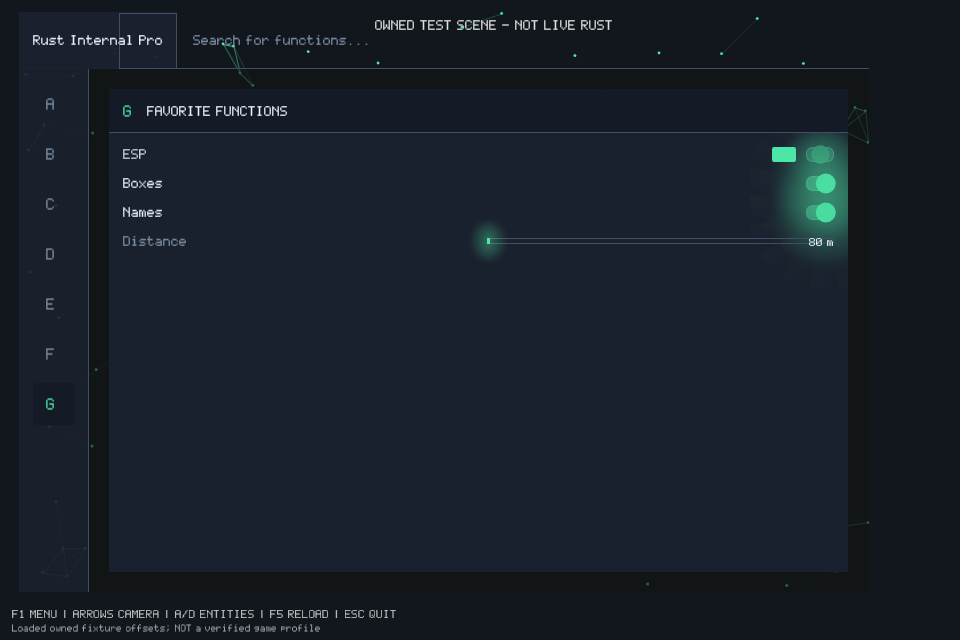 OWNED TEST SCENE - NOT LIVE RUST
Rust Internal Pro
Search for functions...
A
B
C
D
E
F
G
G FAVORITE FUNCTIONS
ESP
Boxes
Names
Distance 80 m
F1 MENU | ARROWS CAMERA | A/D ENTITIES | F5 RELOAD | ESC QUIT
Loaded owned fixture offsets; NOT a verified game profile